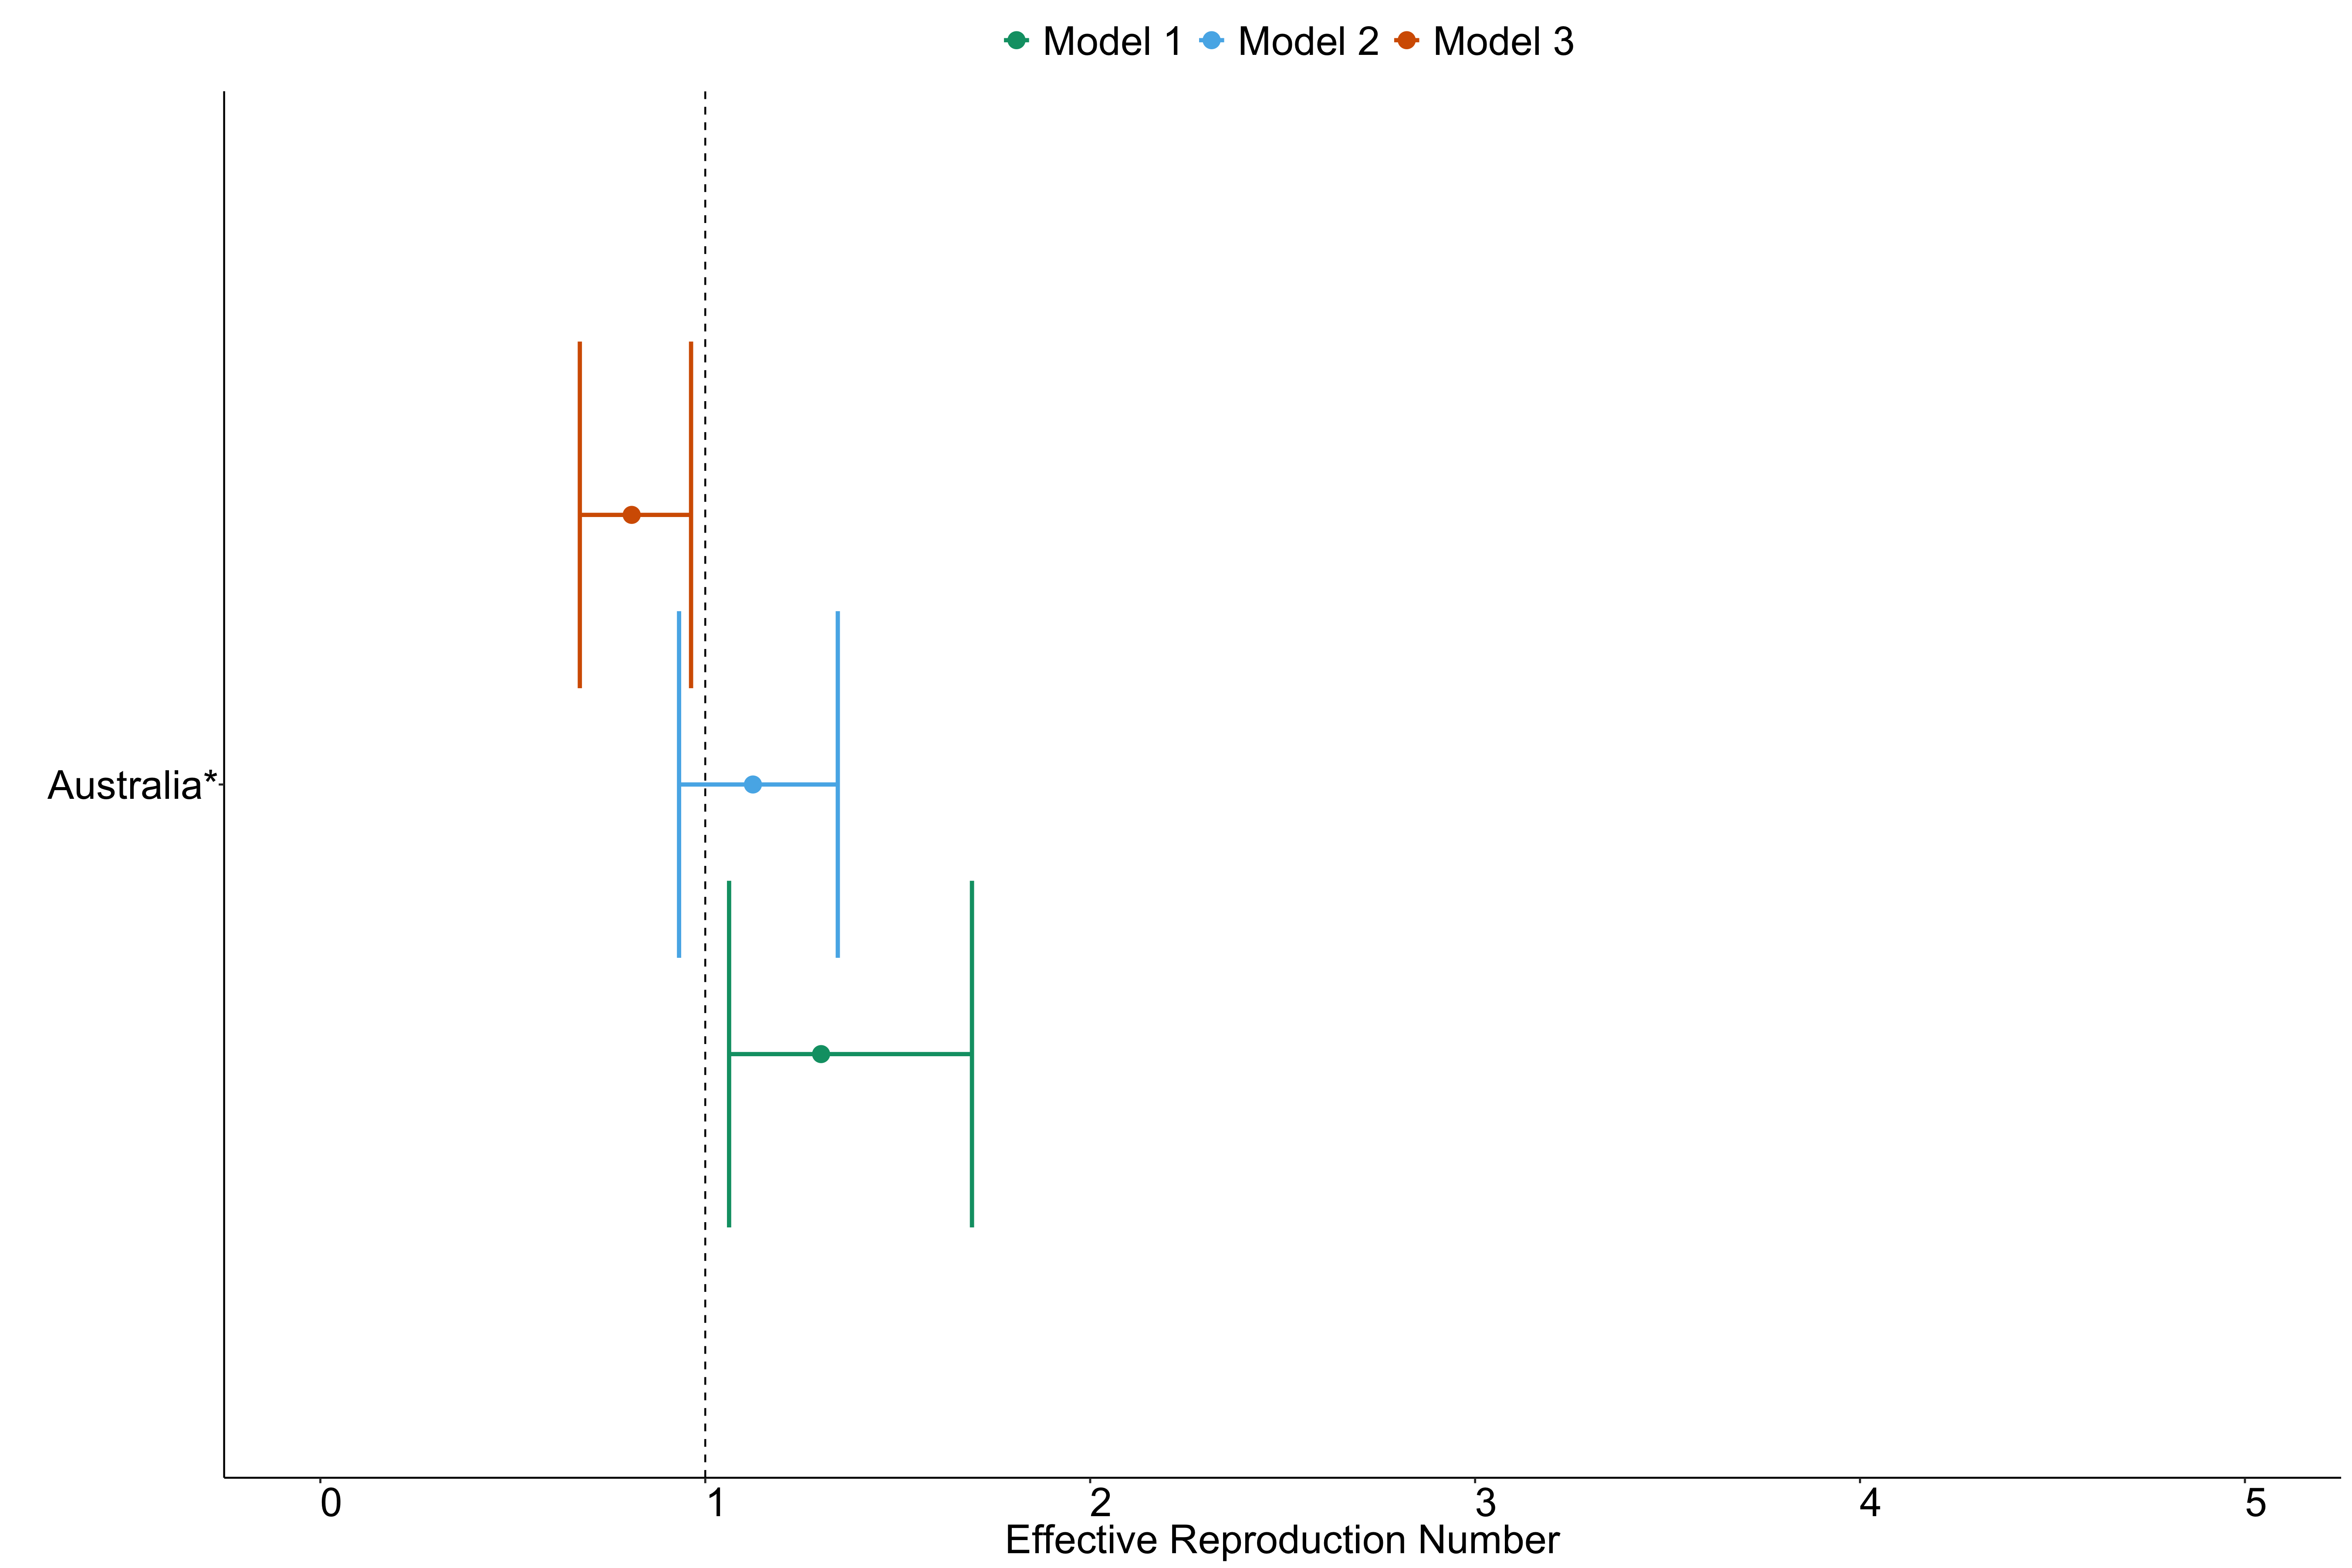 Model 1 Model 2 Model 3
Australia*
0 1 2 3 4 5
Effective Reproduction Number